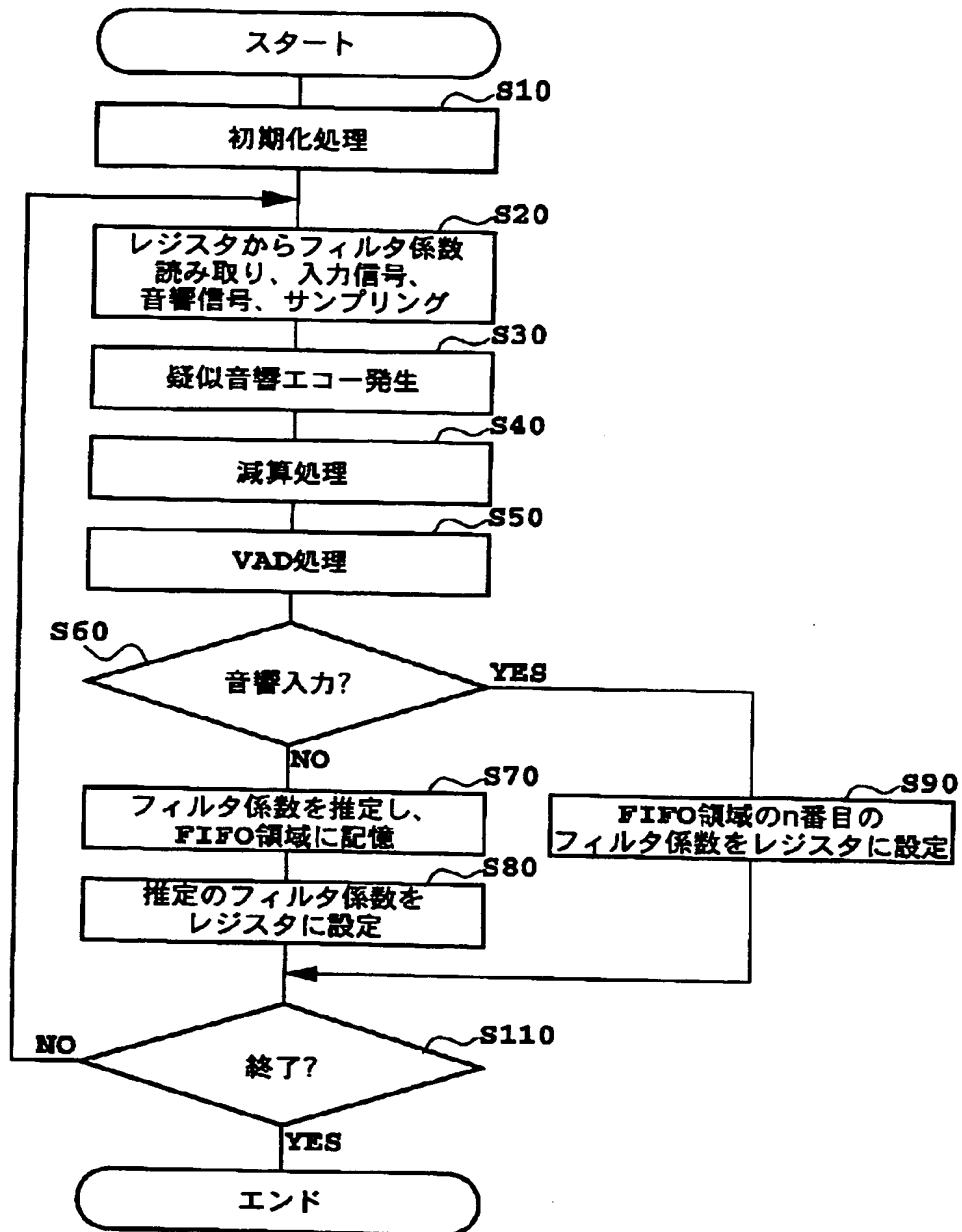 スタート
S10
初期化処理
S20
レジスタからフィルタ係数
読み取り、入力信号、
音響信号、サンプリング
S30
疑似音響エコー発生
S40
減算処理
S50
VAD処理
S60
音響入力?
YES
NO
S70
フィルタ係数を推定し、
FIFO領域に記憶
S90
FIFO領域のn番目の
フィルタ係数をレジスタに設定
S80
推定のフィルタ係数を
レジスタに設定
S110
NO
終了?
YES
エンド